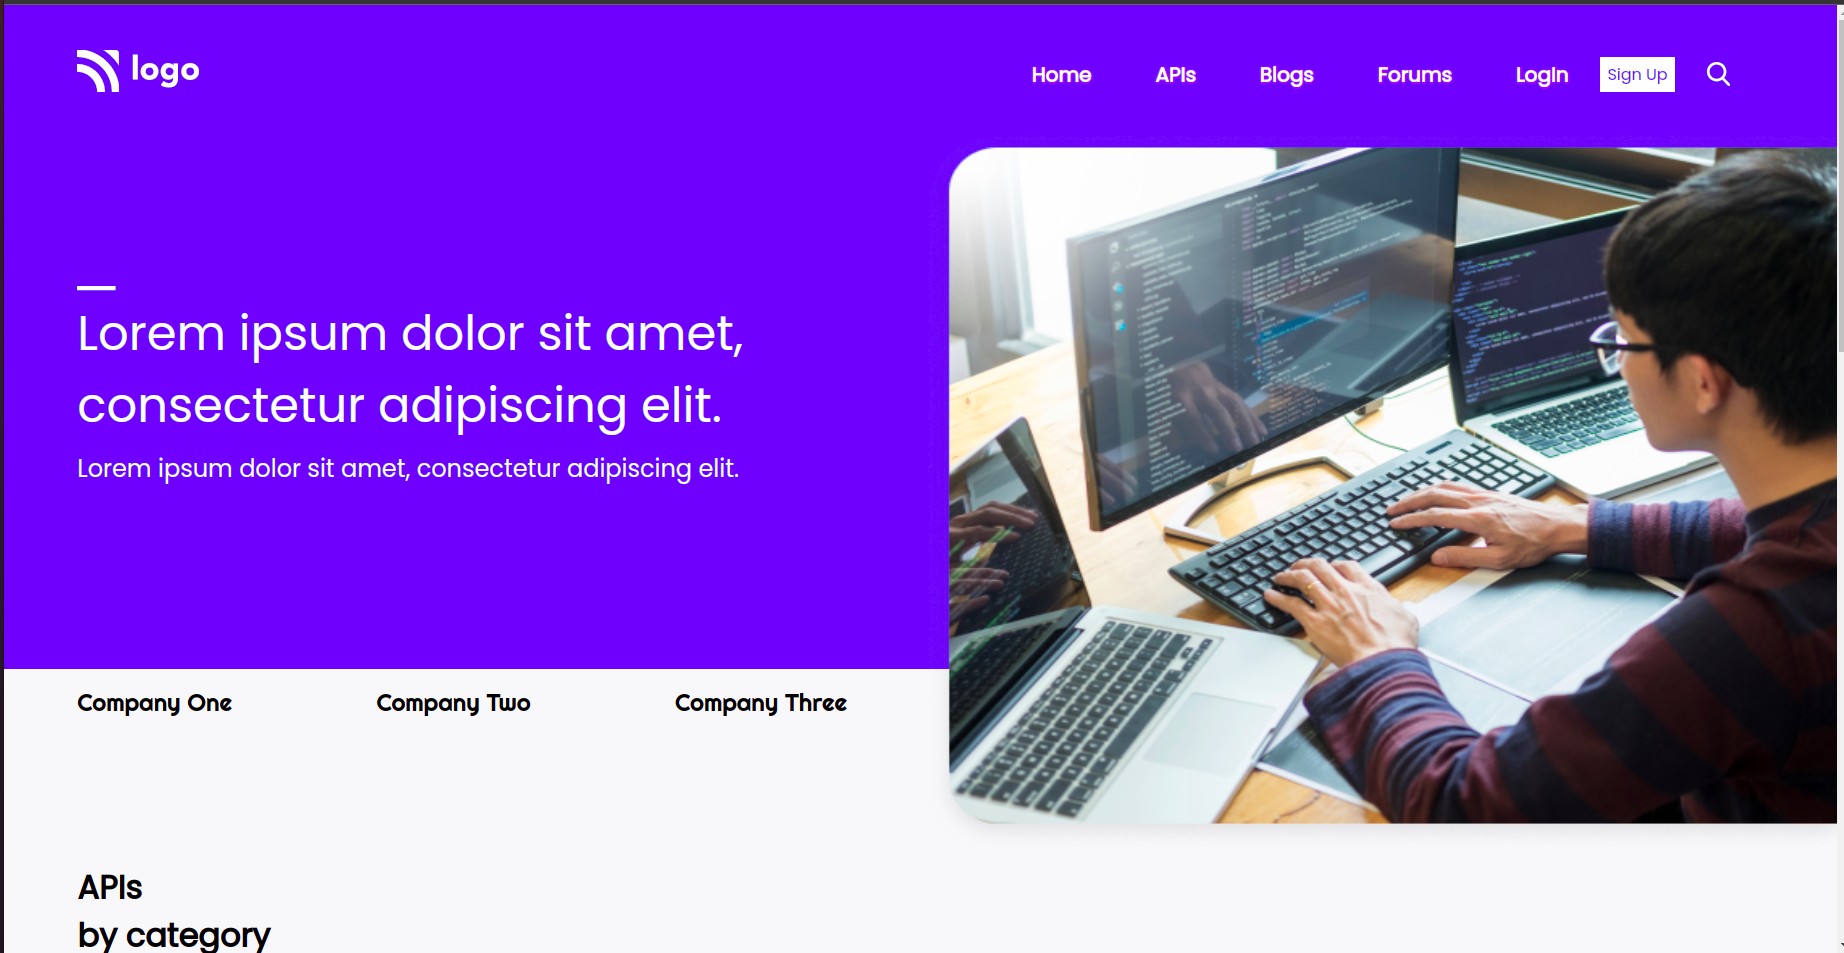 logo
Home APIs Blogs Forums LogIn Sign Up
Lorem ipsum dolor sit amet,
consectetur adipiscing elit.
Lorem ipsum dolor sit amet, consectetur adipiscing elit.
Company One Company Two Company Three
APIs
by category